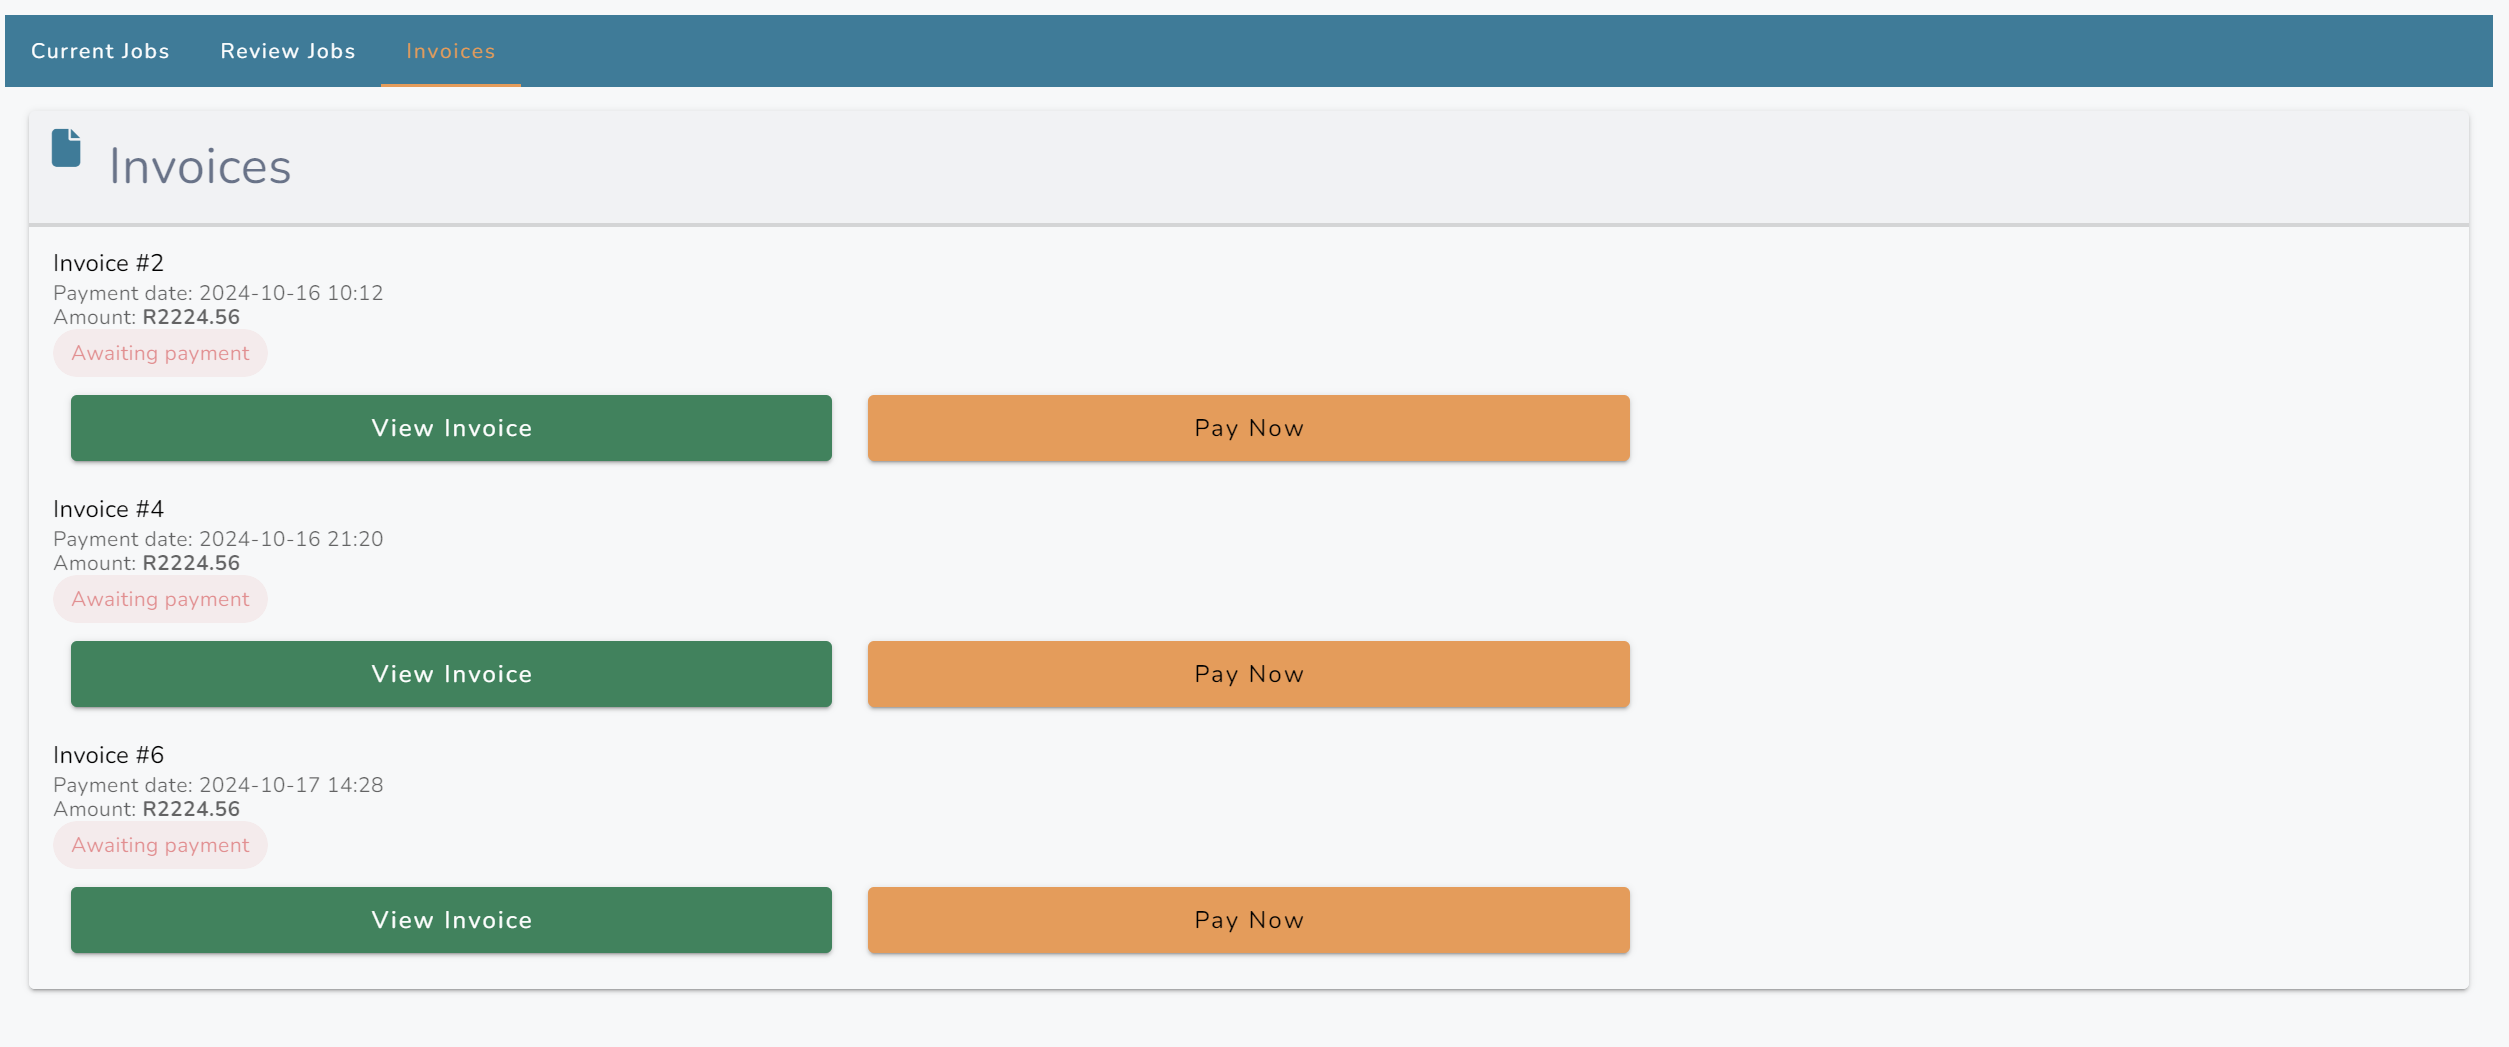 Current Jobs Review Jobs Invoices
Invoices
Invoice #2
Payment date: 2024-10-16 10:12
Amount: R2224.56
Awaiting payment
View Invoice Pay Now
Invoice #4
Payment date: 2024-10-16 21:20
Amount: R2224.56
Awaiting payment
View Invoice Pay Now
Invoice #6
Payment date: 2024-10-17 14:28
Amount: R2224.56
Awaiting payment
View Invoice Pay Now